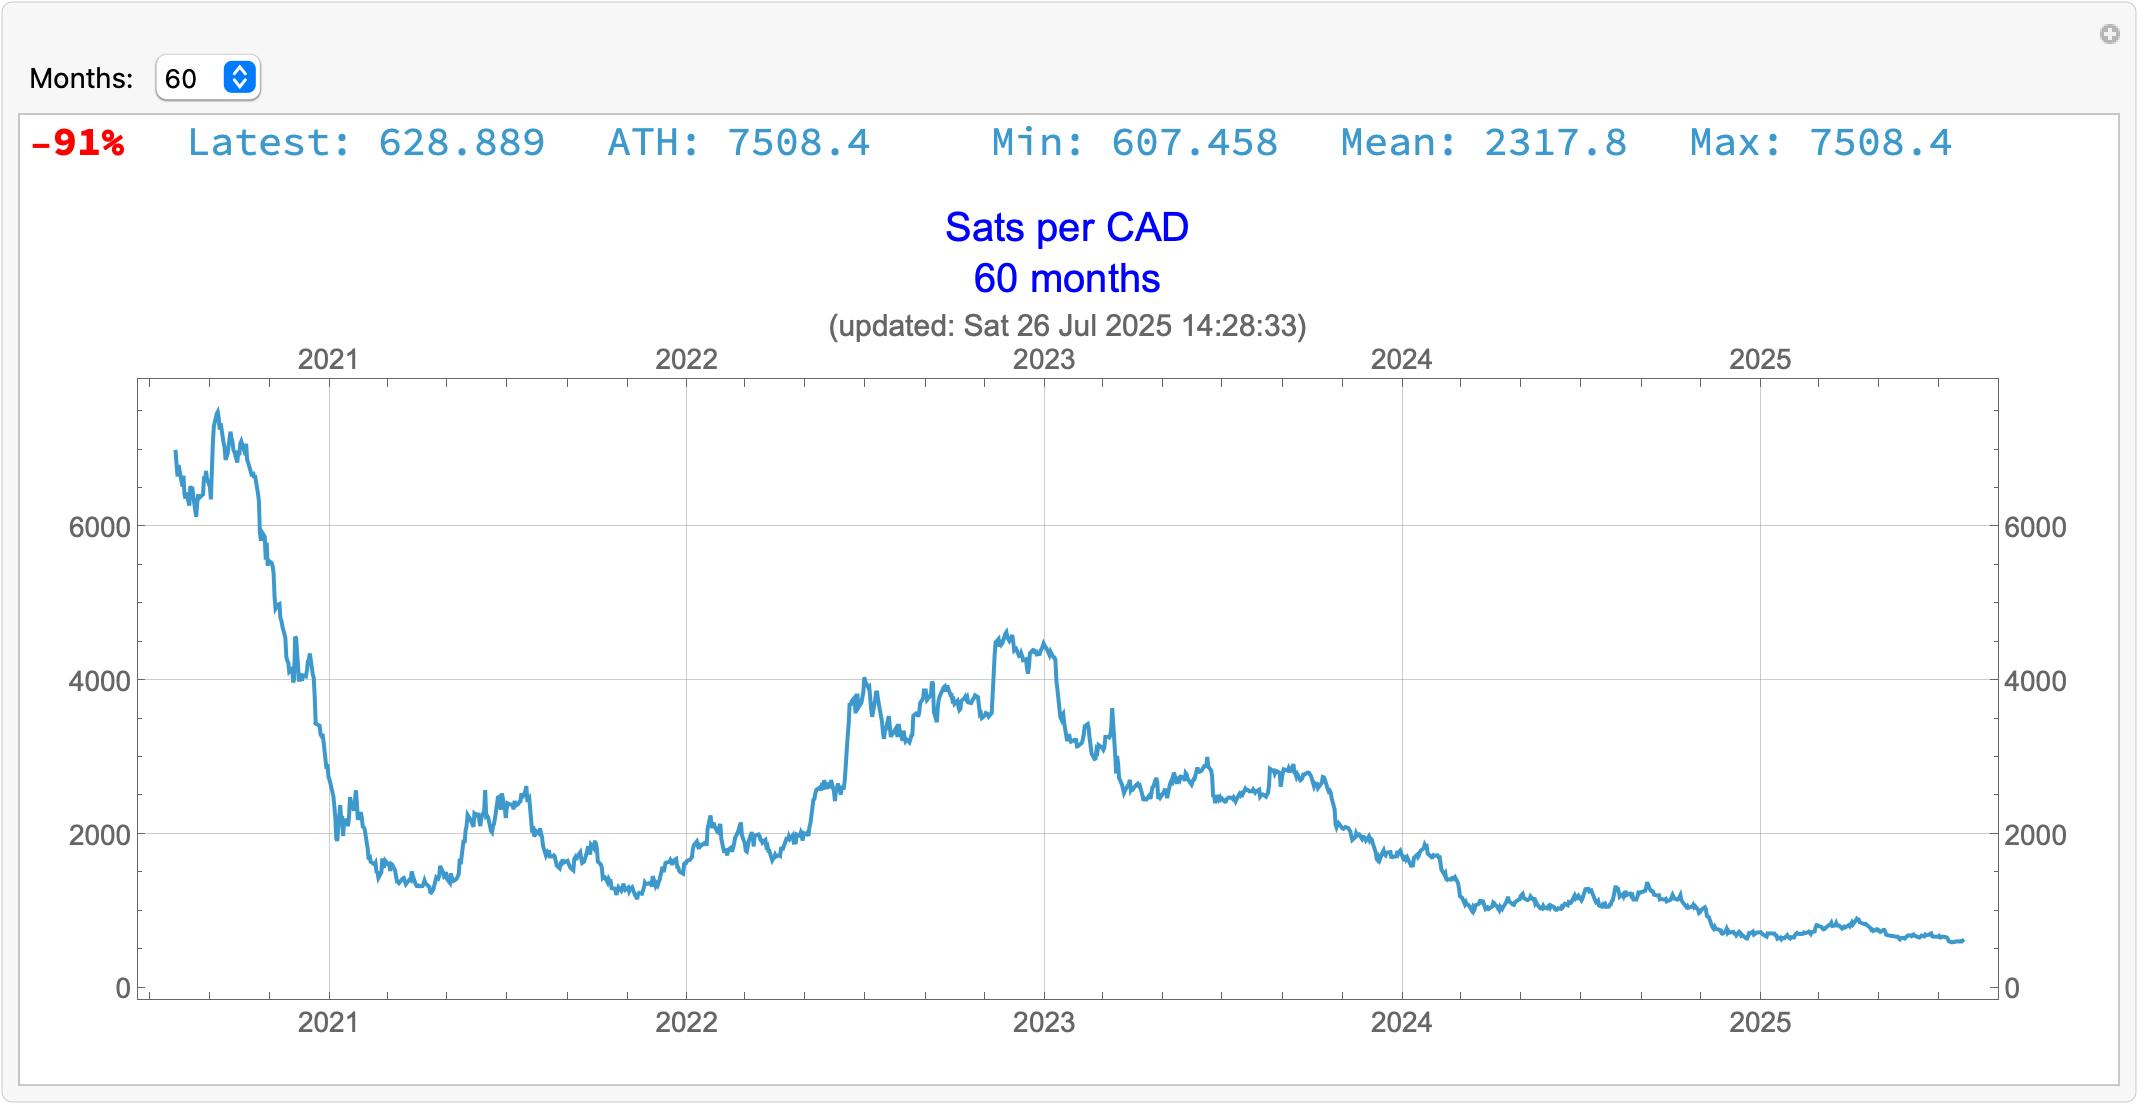 Months: 60
-91% Latest: 628.889 ATH: 7508.4 Min: 607.458 Mean: 2317.8 Max: 7508.4
Sats per CAD
60 months
(updated: Sat 26 Jul 2025 14:28:33)
2021 2022 2023 2024 2025
6000 6000
4000 4000
2000 2000
0 0
2021 2022 2023 2024 2025